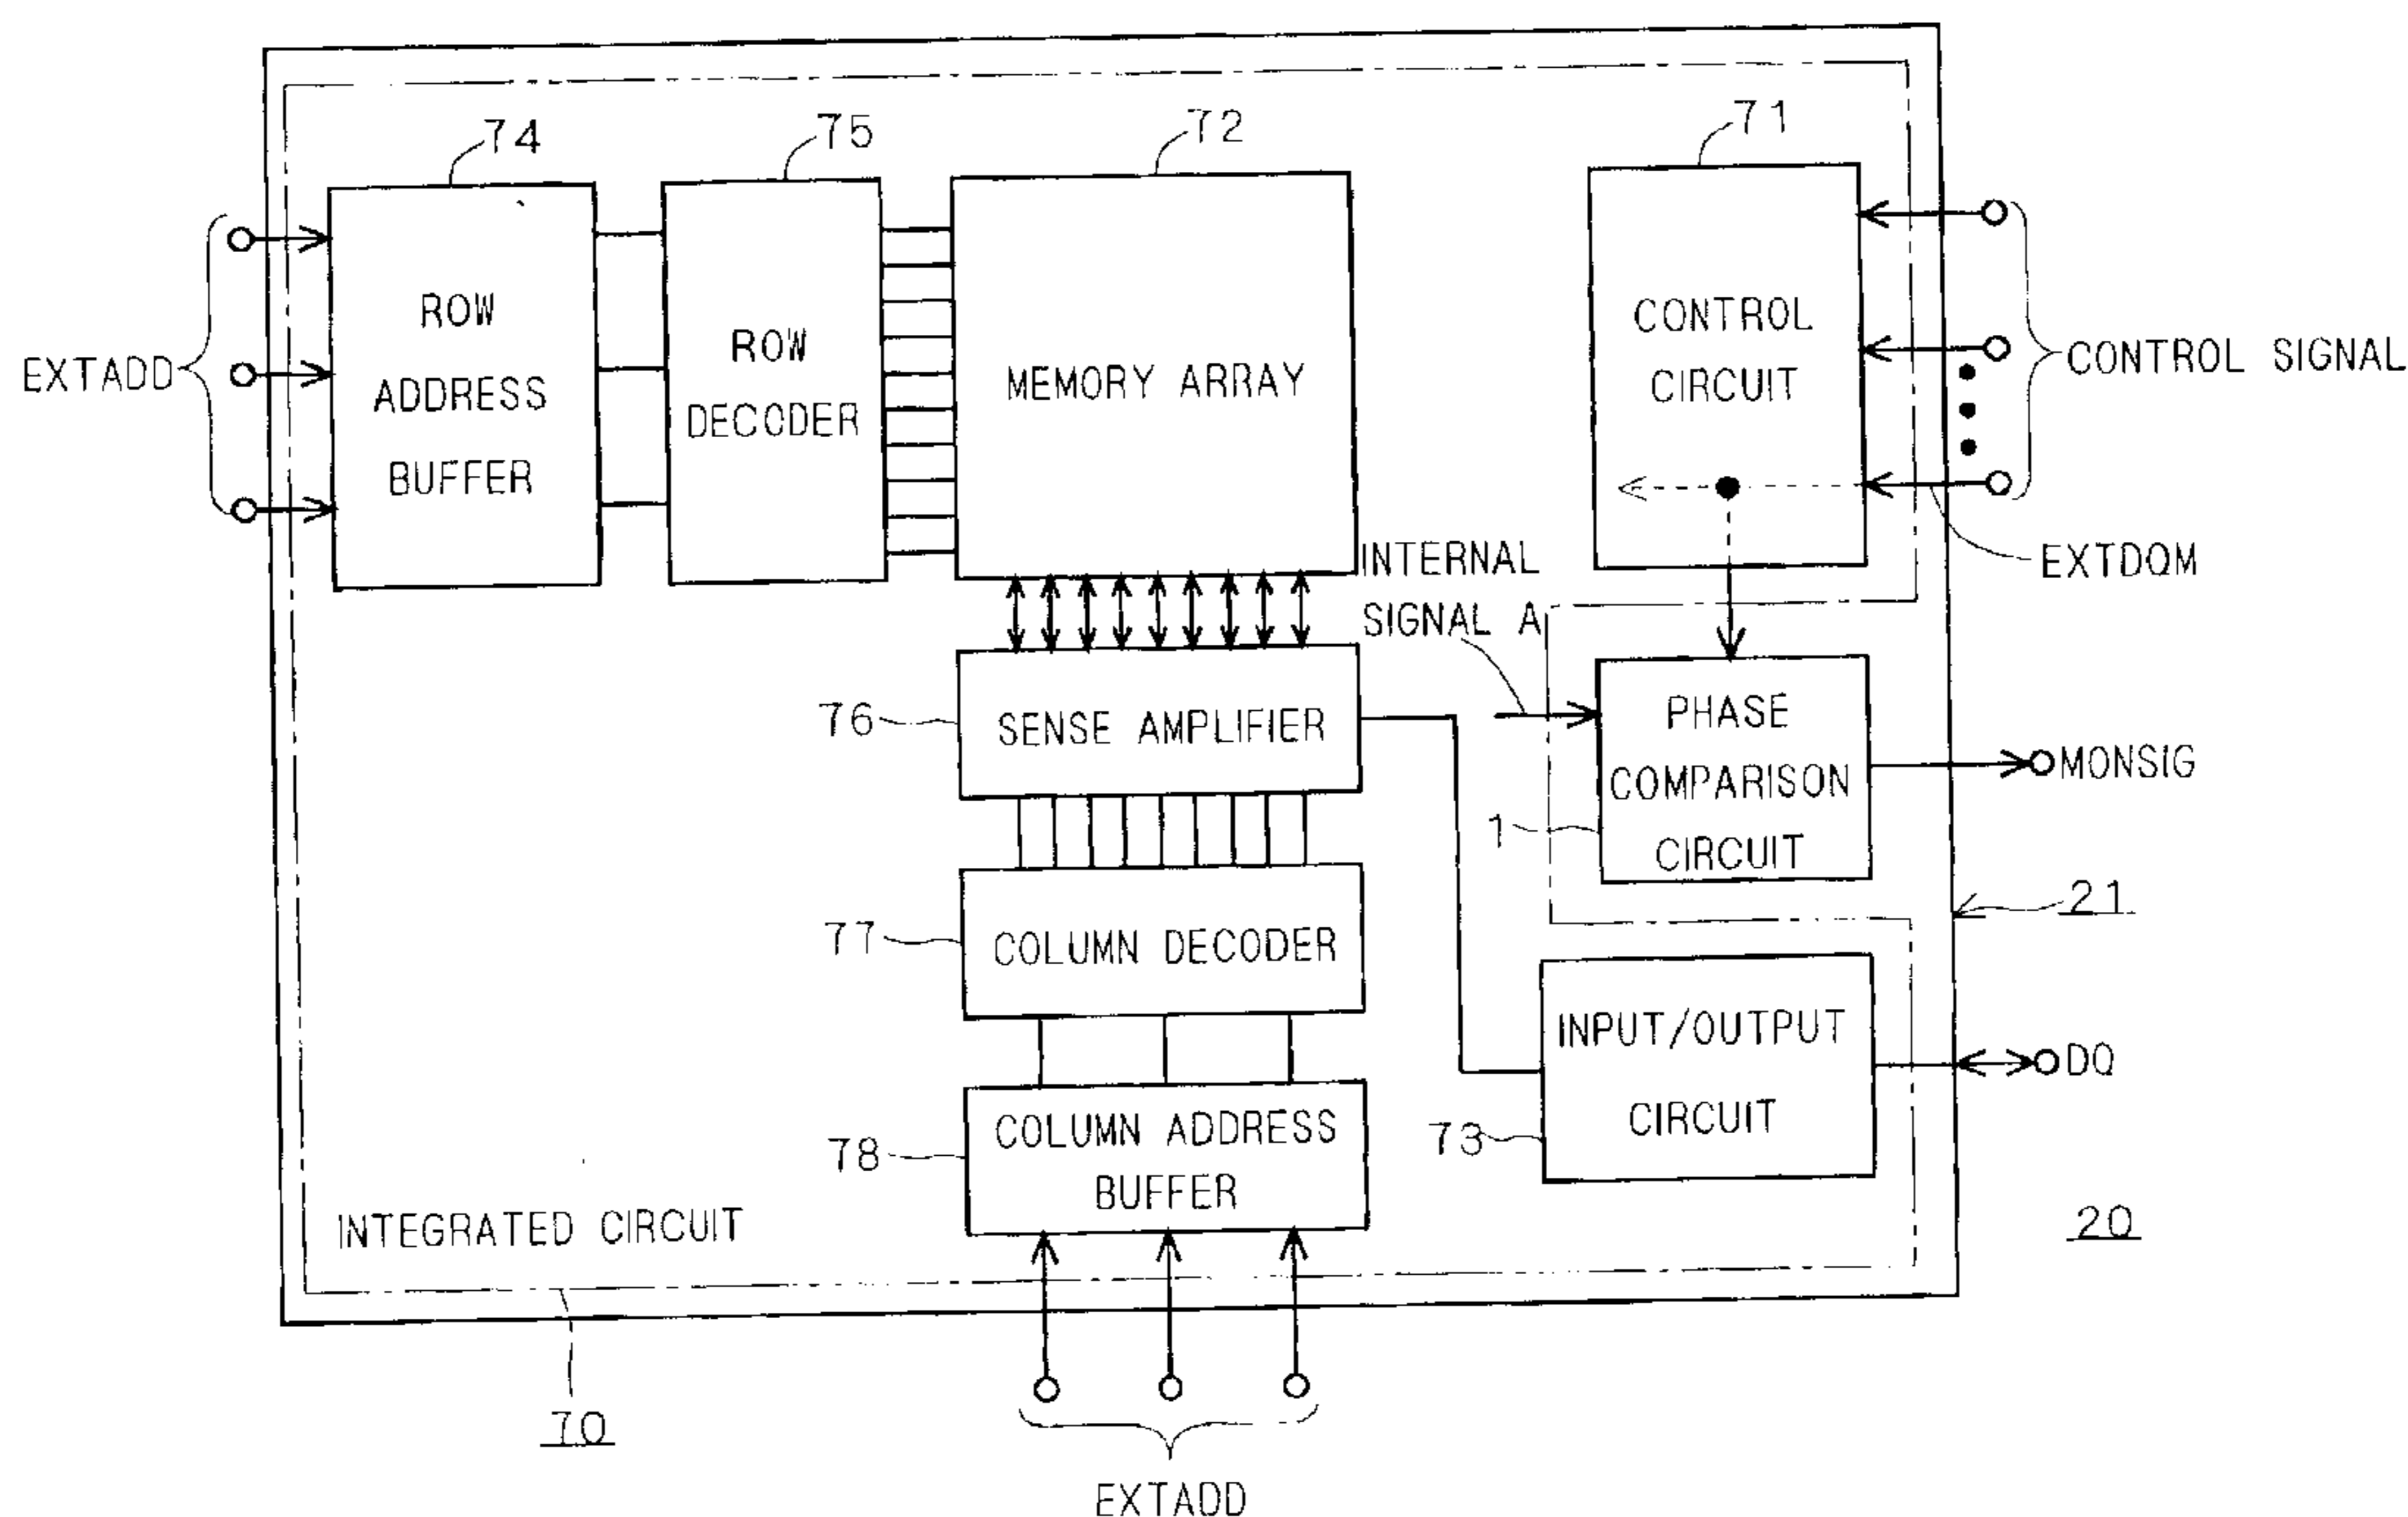 74
75
72
71
EXTADD
ROW
ADDRESS
BUFFER
ROW
DECODER
MEMORY ARRAY
CONTROL
CIRCUIT
CONTROL SIGNAL
EXTDQM
INTERNAL
SIGNAL A
76
SENSE AMPLIFIER
PHASE
COMPARISON
CIRCUIT
1
MONSIG
21
77
COLUMN DECODER
INPUT/OUTPUT
CIRCUIT
73
DQ
78
COLUMN ADDRESS
BUFFER
INTEGRATED CIRCUIT
20
70
EXTADD